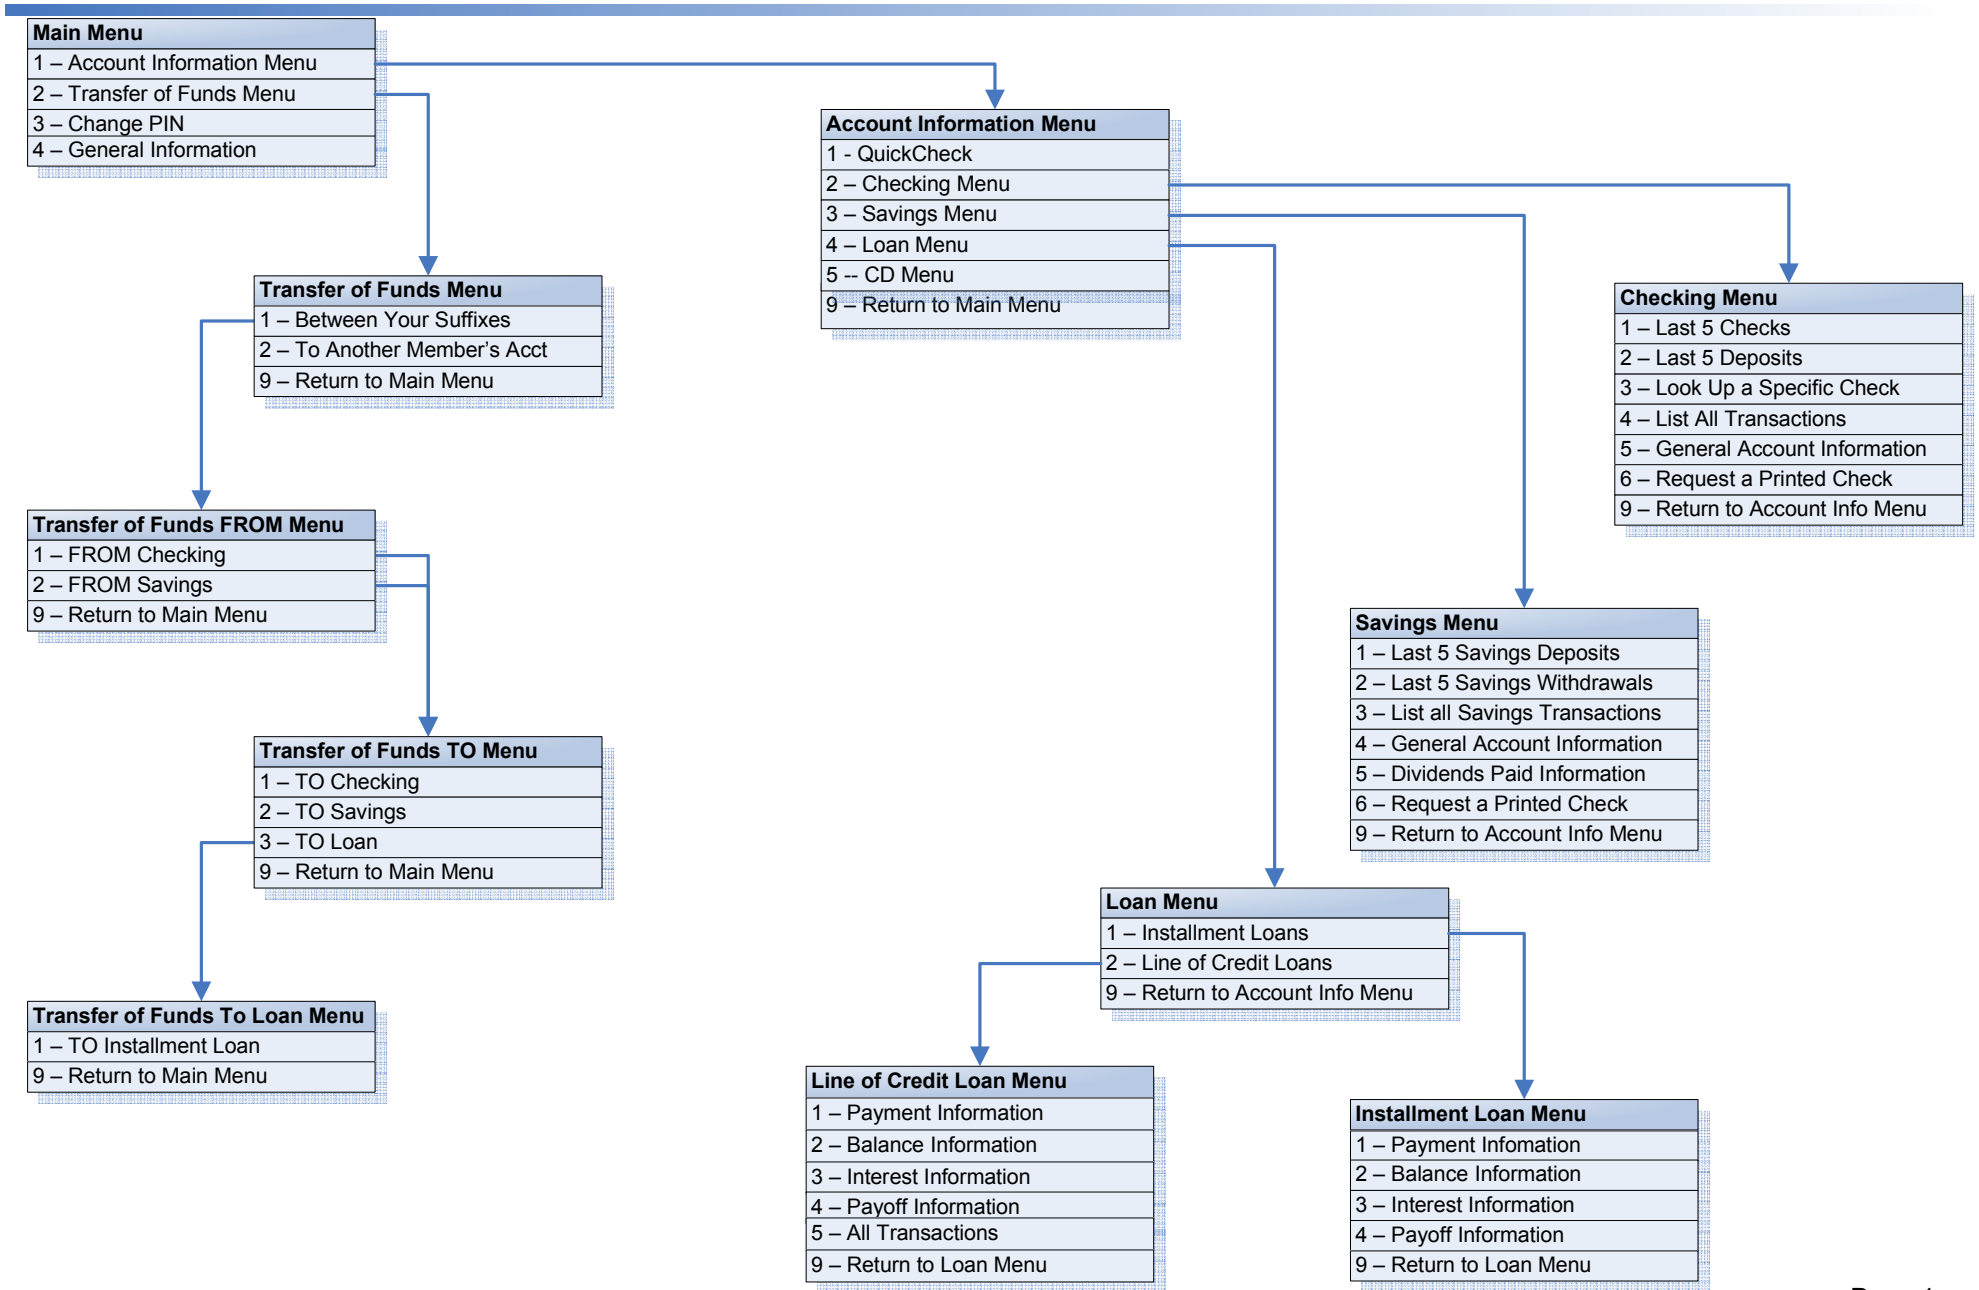 Main Menu
1 – Account Information Menu
2 – Transfer of Funds Menu
3 – Change PIN
4 – General Information
Account Information Menu
1 - QuickCheck
2 – Checking Menu
3 – Savings Menu
4 – Loan Menu
5 -- CD Menu
9 – Return to Main Menu
Transfer of Funds Menu
1 – Between Your Suffixes
2 – To Another Member’s Acct
9 – Return to Main Menu
Checking Menu
1 – Last 5 Checks
2 – Last 5 Deposits
3 – Look Up a Specific Check
4 – List All Transactions
5 – General Account Information
6 – Request a Printed Check
9 – Return to Account Info Menu
Transfer of Funds FROM Menu
1 – FROM Checking
2 – FROM Savings
9 – Return to Main Menu
Savings Menu
1 – Last 5 Savings Deposits
2 – Last 5 Savings Withdrawals
3 – List all Savings Transactions
4 – General Account Information
5 – Dividends Paid Information
6 – Request a Printed Check
9 – Return to Account Info Menu
Transfer of Funds TO Menu
1 – TO Checking
2 – TO Savings
3 – TO Loan
9 – Return to Main Menu
Loan Menu
1 – Installment Loans
2 – Line of Credit Loans
9 – Return to Account Info Menu
Transfer of Funds To Loan Menu
1 – TO Installment Loan
9 – Return to Main Menu
Line of Credit Loan Menu
1 – Payment Information
2 – Balance Information
3 – Interest Information
4 – Payoff Information
5 – All Transactions
9 – Return to Loan Menu
Installment Loan Menu
1 – Payment Infomation
2 – Balance Information
3 – Interest Information
4 – Payoff Information
9 – Return to Loan Menu